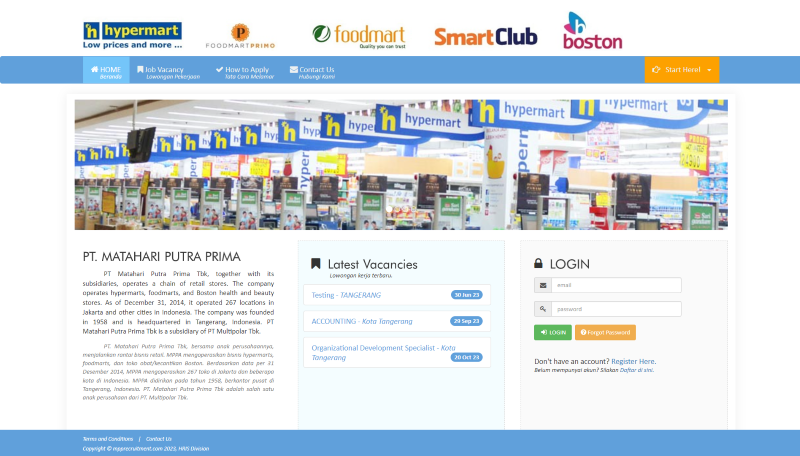 hypermart
Low prices and more ...
FOODMARTPRIMO
foodmart
Quality you can trust
SmartClub
boston
HOME
Beranda
Job Vacancy
Lowongan Pekerjaan
How to Apply
Tata Cara Melamar
Contact Us
Hubungi Kami
Start Here!
hypermart
hypermart
hypermart
hypermart
PT. MATAHARI PUTRA PRIMA
PT Matahari Putra Prima Tbk, together with its
subsidiaries, operates a chain of retail stores. The company
operates hypermarts, foodmarts, and Boston health and beauty
stores. As of December 31, 2014, it operated 267 locations in
Jakarta and other cities in Indonesia. The company was founded
in 1958 and is headquartered in Tangerang, Indonesia. PT
Matahari Putra Prima Tbk is a subsidiary of PT Multipolar Tbk.
PT. Matahari Putra Prima Tbk, bersama anak perusahaannya,
menjalankan rantai bisnis retail. MPPA mengoperasikan bisnis hypermarts,
foodmarts, dan toko obat/kecantikan Boston. Berdasarkan data per 31
Desember 2014, MPPA mengoperasikan 267 toko di Jakarta dan beberapa
kota di Indonesia. MPPA didirikan pada tahun 1958, berkantor pusat di
Tangerang, Indonesia. PT. Matahari Putra Prima Tbk adalah salah satu
anak perusahaan dari PT. Multipolar Tbk.
Latest Vacancies
Lowongan kerja terbaru.
Testing - TANGERANG
30 Jun 23
ACCOUNTING - Kota Tangerang
29 Sep 23
Organizational Development Specialist - Kota
Tangerang
20 Oct 23
LOGIN
email
password
LOGIN
Forgot Password
Don't have an account? Register Here.
Belum mempunyai akun? Silakan Daftar di sini.
Terms and Conditions | Contact Us
Copyright © mpprecruitment.com 2023, HRIS Division